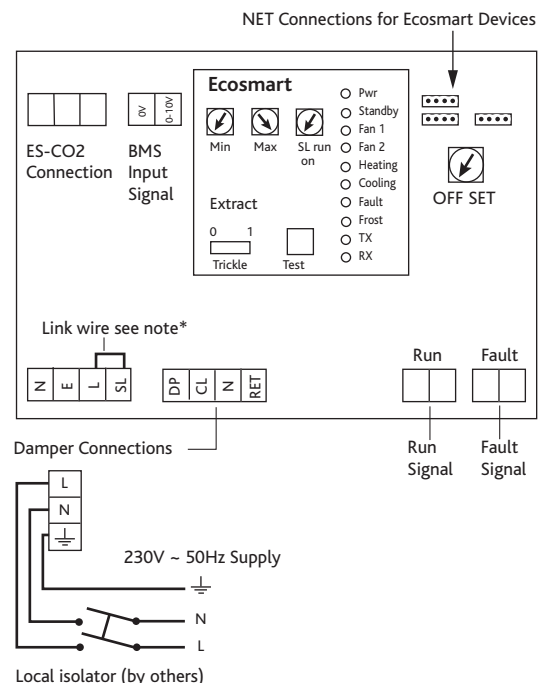 NET Connections for Ecosmart Devices
ES-CO2
Connection
0V
0-10V
BMS
Input
Signal
Ecosmart
Min
Max
SL run
on
Extract
0 1
Trickle
Test
Pwr
Standby
Fan 1
Fan 2
Heating
Cooling
Fault
Frost
TX
RX
OFF SET
Link wire see note*
N
E
L
SL
DP
CL
N
RET
Run
Fault
Damper Connections
Run
Signal
Fault
Signal
L
N
230V ~ 50Hz Supply
N
L
Local isolator (by others)